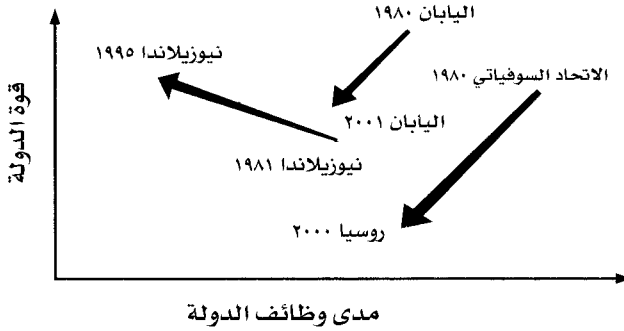 اليابان ١٩٨٠
نيوزيلاندا ١٩٩٥
الاتحاد السوفياتي ١٩٨٠
قوة الدولة
اليابان ٢٠٠١
نيوزيلاندا ١٩٨١
روسيا ٢٠٠٠
مدى وظائف الدولة